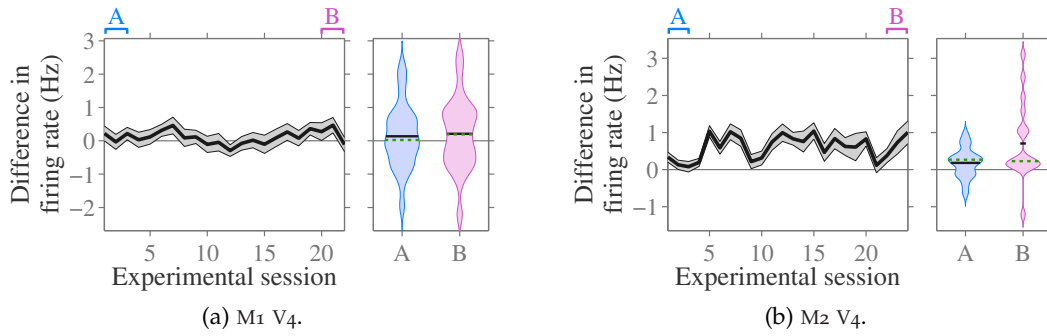 A B
Difference in
firing rate (Hz)
3
2
1
0
−1
−2
5 10 15 20
Experimental session
A B
(a) M1 V4.
A B
Difference in
firing rate (Hz)
3
2
1
0
−1
5 10 15 20
Experimental session
A B
(b) M2 V4.